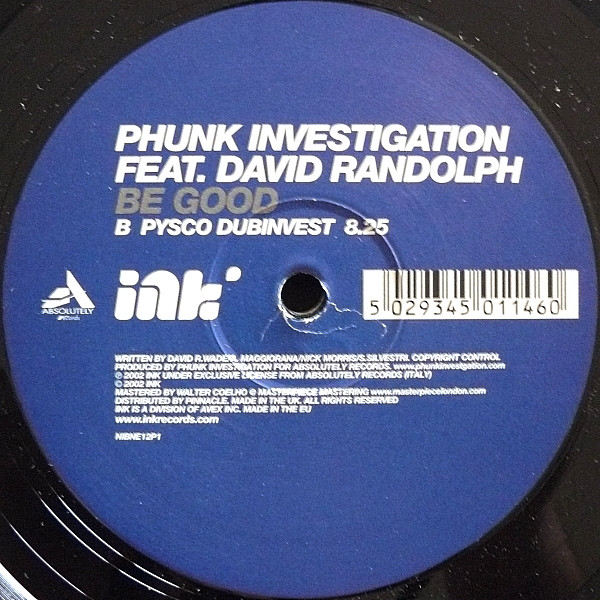 PHUNK INVESTIGATION
FEAT. DAVID RANDOLPH
BE GOOD
B PYSCO DUBINVEST 8.25
ABSOLUTELY
Records
ink
5 029345 011460
WRITTEN BY DAVID R.WADE/L MAGGIORANA/NICK MORRIS/S.SILVESTRI. COPYRIGHT CONTROL
PRODUCED BY PHUNK INVESTIGATION FOR ABSOLUTELY RECORDS. www.phunkinvestgation.com
℗ 2002 INK UNDER EXCLUSIVE LICENSE FROM ABSOLUTELY RECORDS (ITALY)
© 2002 INK
MASTERED BY WALTER COELHO @ MASTERPIECE MASTERING www.masterpiecelondon.com
DISTRIBUTED BY PINNACLE. MADE IN THE UK. ALL RIGHTS RESERVED
INK IS A DIVISION OF AVEX INC. MADE IN THE EU
www.inkrecords.com
NIBNE12P1